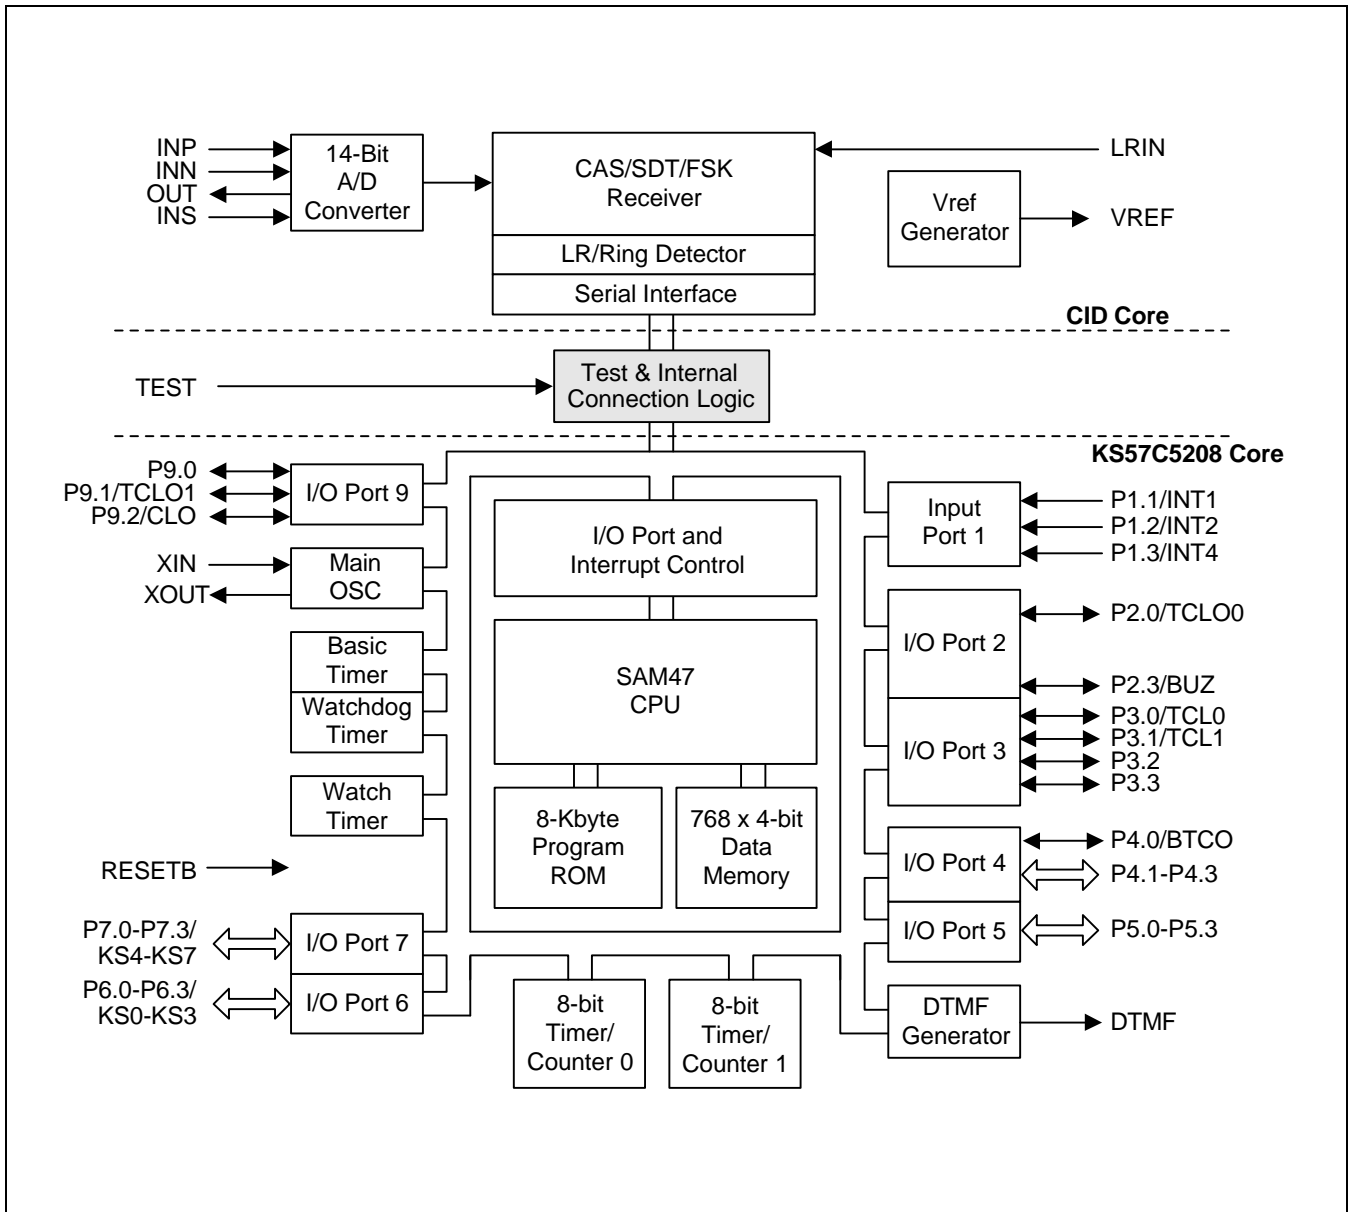 INP
INN
OUT
INS
14-Bit
A/D
Converter
CAS/SDT/FSK
Receiver
LR/Ring Detector
Serial Interface
LRIN
Vref
Generator
VREF
CID Core
TEST
Test & Internal
Connection Logic
KS57C5208 Core
P9.0
P9.1/TCLO1
P9.2/CLO
I/O Port 9
XIN
XOUT
Main
OSC
Basic
Timer
Watchdog
Timer
Watch
Timer
RESETB
P7.0-P7.3/
KS4-KS7
I/O Port 7
P6.0-P6.3/
KS0-KS3
I/O Port 6
I/O Port and
Interrupt Control
SAM47
CPU
8-Kbyte
Program
ROM
768 x 4-bit
Data
Memory
8-bit
Timer/
Counter 0
8-bit
Timer/
Counter 1
Input
Port 1
P1.1/INT1
P1.2/INT2
P1.3/INT4
I/O Port 2
P2.0/TCLO0
P2.3/BUZ
I/O Port 3
P3.0/TCL0
P3.1/TCL1
P3.2
P3.3
I/O Port 4
P4.0/BTCO
P4.1-P4.3
I/O Port 5
P5.0-P5.3
DTMF
Generator
DTMF